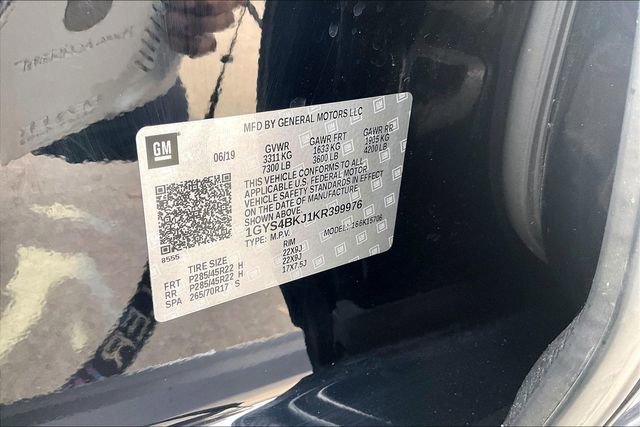 MFD BY GENERAL MOTORS LLC
GM
06/19
GVWR GAWR FRT GAWR RR
3311 KG 1633 KG 1905 KG
7300 LB 3600 LB 4200 LB
THIS VEHICLE CONFORMS TO ALL
APPLICABLE U.S. FEDERAL MOTOR
VEHICLE SAFETY STANDARDS IN EFFECT
ON THE DATE OF MANUFACTURE
SHOWN ABOVE.
1GYS4BKJ1KR399976
TYPE: M.P.V. MODEL:
8555
TIRE SIZE RIM
FRT P285/45R22 H 22X9J
RR P285/45R22 H 22X9J
SPA 265/70R17 S 17X7.5J